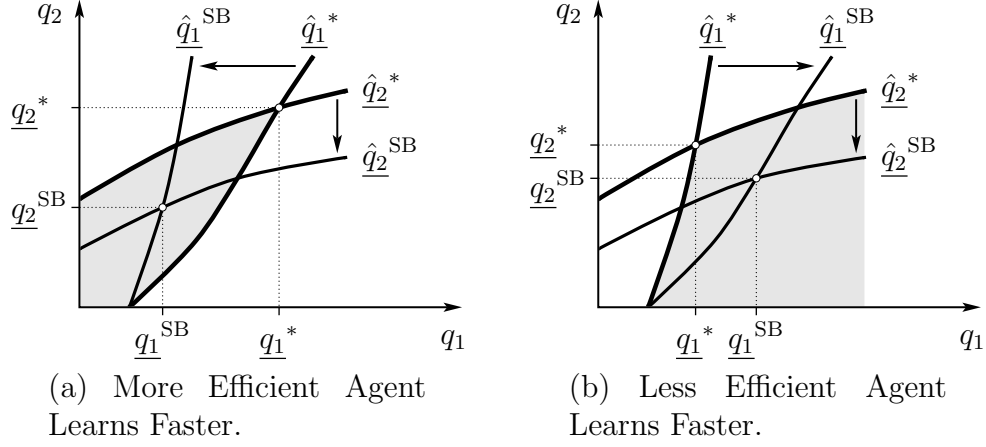 q₂
q̂₁^SB
q̂₁*
q̂₂*
q₂*
q̂₂^SB
q₂^SB
q₁^SB
q₁*
q₁
(a) More Efficient Agent
Learns Faster.
q₂
q̂₁*
q̂₁^SB
q̂₂*
q₂*
q̂₂^SB
q₂^SB
q₁*
q₁^SB
q₁
(b) Less Efficient Agent
Learns Faster.